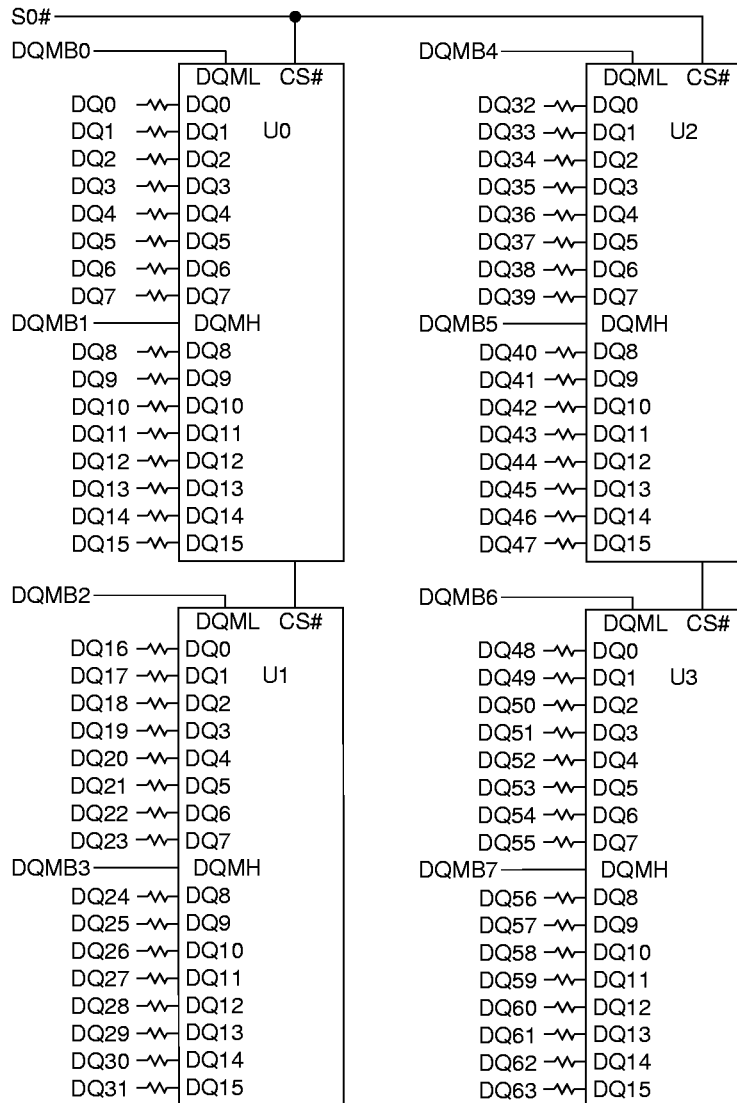 S0#
DQMB0
DQML CS#
DQ0 DQ0
DQ1 DQ1 U0
DQ2 DQ2
DQ3 DQ3
DQ4 DQ4
DQ5 DQ5
DQ6 DQ6
DQ7 DQ7
DQMB1 DQMH
DQ8 DQ8
DQ9 DQ9
DQ10 DQ10
DQ11 DQ11
DQ12 DQ12
DQ13 DQ13
DQ14 DQ14
DQ15 DQ15
DQMB2
DQML CS#
DQ16 DQ0
DQ17 DQ1 U1
DQ18 DQ2
DQ19 DQ3
DQ20 DQ4
DQ21 DQ5
DQ22 DQ6
DQ23 DQ7
DQMB3 DQMH
DQ24 DQ8
DQ25 DQ9
DQ26 DQ10
DQ27 DQ11
DQ28 DQ12
DQ29 DQ13
DQ30 DQ14
DQ31 DQ15
DQMB4
DQML CS#
DQ32 DQ0
DQ33 DQ1 U2
DQ34 DQ2
DQ35 DQ3
DQ36 DQ4
DQ37 DQ5
DQ38 DQ6
DQ39 DQ7
DQMB5 DQMH
DQ40 DQ8
DQ41 DQ9
DQ42 DQ10
DQ43 DQ11
DQ44 DQ12
DQ45 DQ13
DQ46 DQ14
DQ47 DQ15
DQMB6
DQML CS#
DQ48 DQ0
DQ49 DQ1 U3
DQ50 DQ2
DQ51 DQ3
DQ52 DQ4
DQ53 DQ5
DQ54 DQ6
DQ55 DQ7
DQMB7 DQMH
DQ56 DQ8
DQ57 DQ9
DQ58 DQ10
DQ59 DQ11
DQ60 DQ12
DQ61 DQ13
DQ62 DQ14
DQ63 DQ15